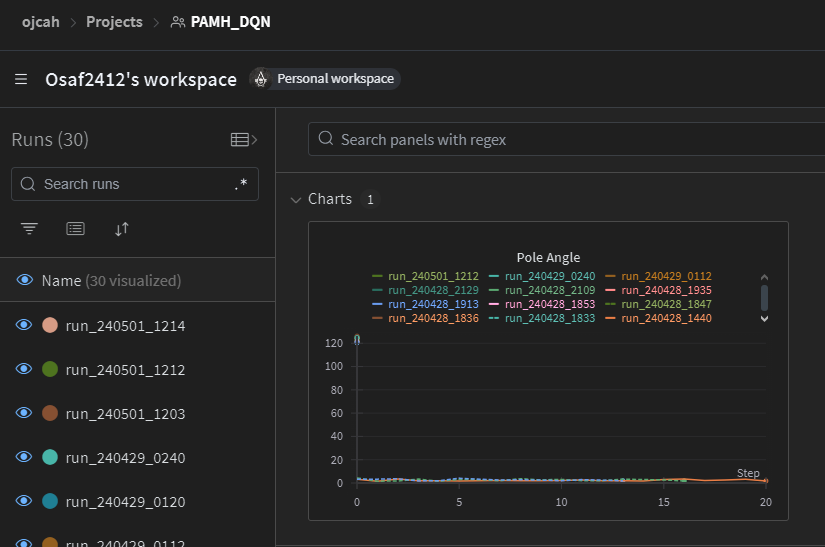 ojcah > Projects > PAMH_DQN
Osaf2412's workspace Personal workspace
Runs (30)
Search runs .*
Name (30 visualized)
run_240501_1214
run_240501_1212
run_240501_1203
run_240429_0240
run_240429_0120
run_240429_0112
Search panels with regex
Charts 1
Pole Angle
run_240501_1212 run_240429_0240 run_240429_0112
run_240428_2129 run_240428_2109 run_240428_1935
run_240428_1913 run_240428_1853 run_240428_1847
run_240428_1836 run_240428_1833 run_240428_1440
120
100
80
60
40
20
0
Step
0 5 10 15 20